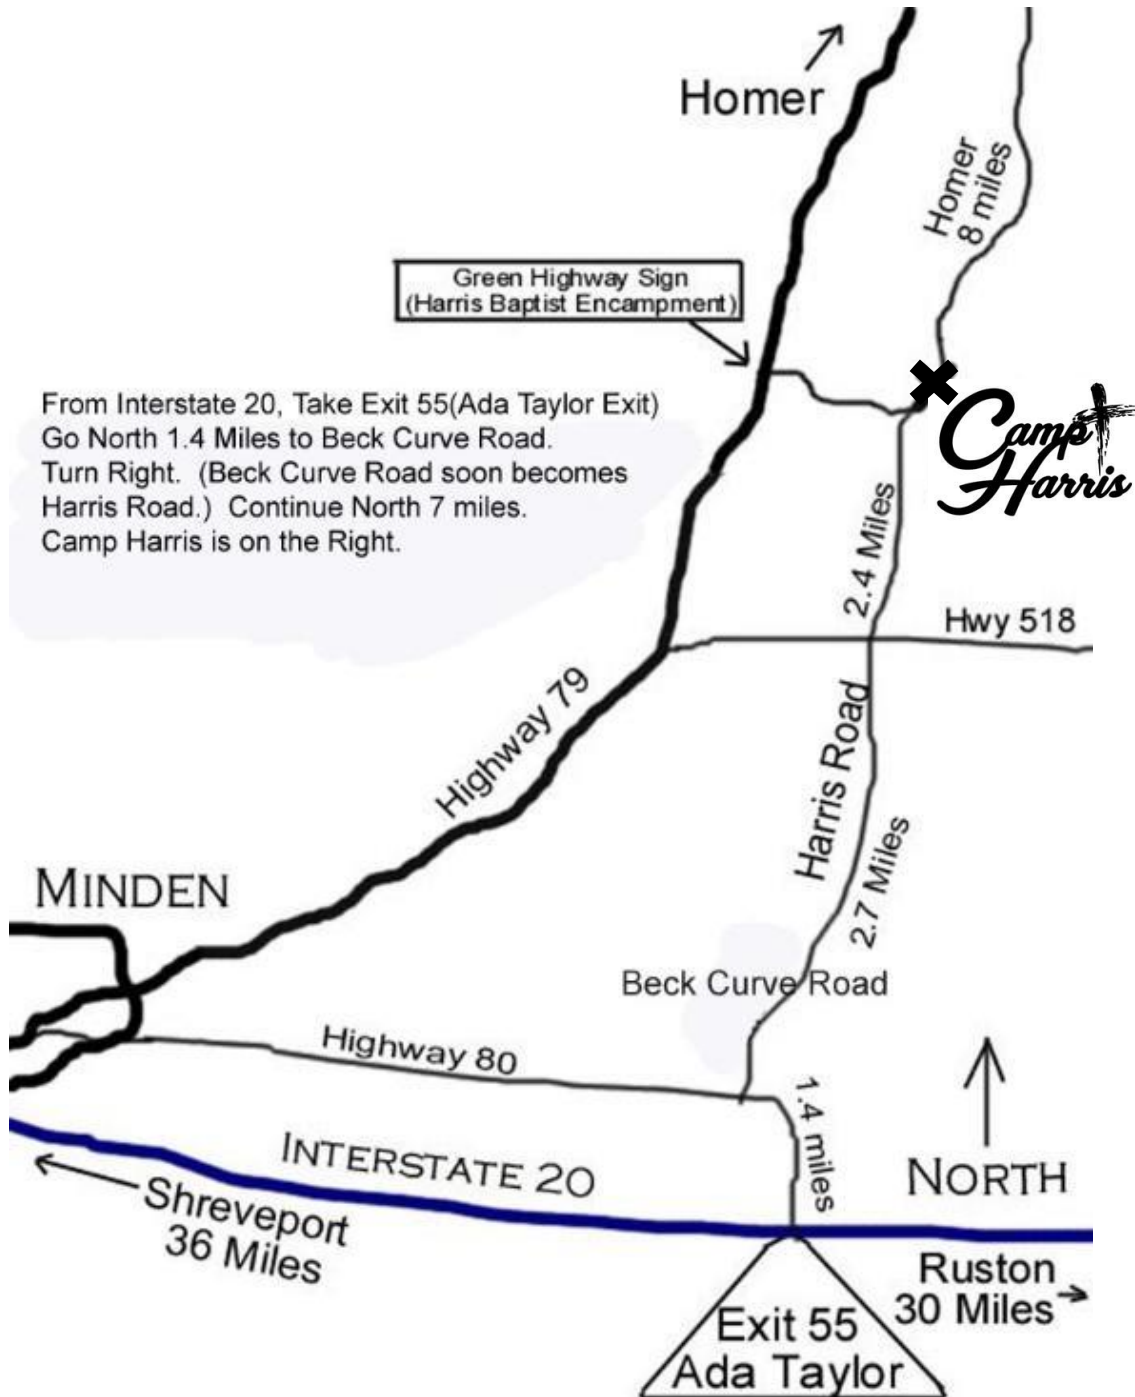 Homer
Homer
8 miles
Green Highway Sign
(Harris Baptist Encampment)
From Interstate 20, Take Exit 55(Ada Taylor Exit)
Go North 1.4 Miles to Beck Curve Road.
Turn Right.  (Beck Curve Road soon becomes
Harris Road.)  Continue North 7 miles.
Camp Harris is on the Right.
Camp
Harris
2.4 Miles
Hwy 518
Highway 79
Harris Road
2.7 Miles
MINDEN
Beck Curve Road
Highway 80
1.4 miles
INTERSTATE 20
NORTH
Shreveport
36 Miles
Ruston
30 Miles
Exit 55
Ada Taylor